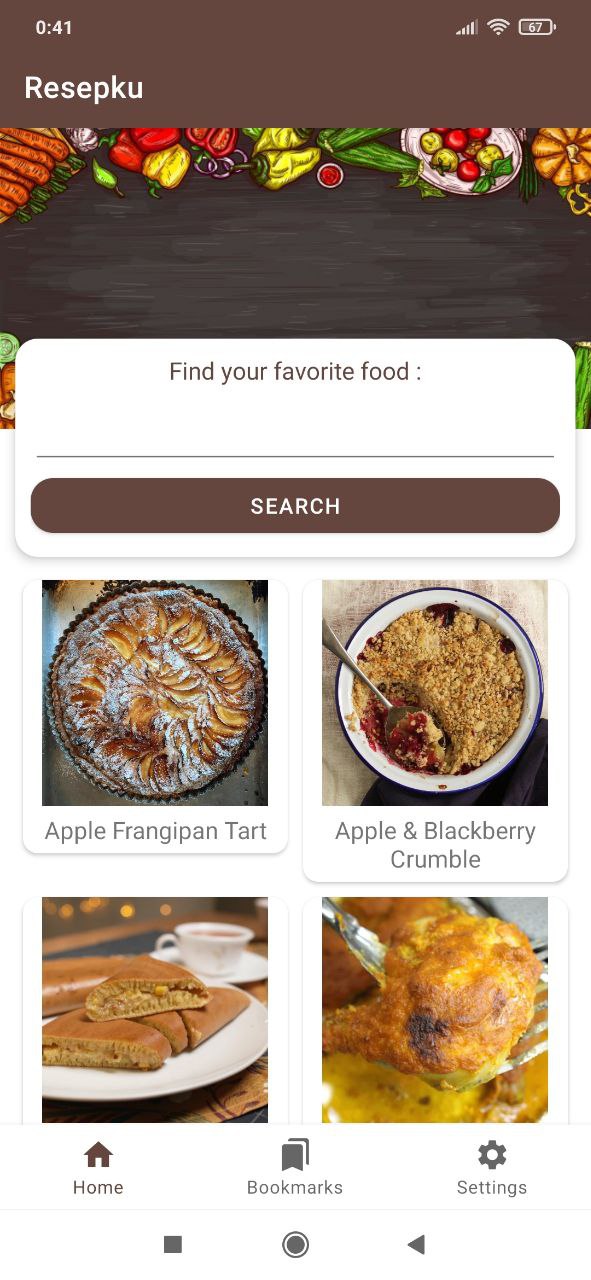 0:41
67
Resepku
Find your favorite food :
SEARCH
Apple Frangipan Tart
Apple & Blackberry
Crumble
Home
Bookmarks
Settings